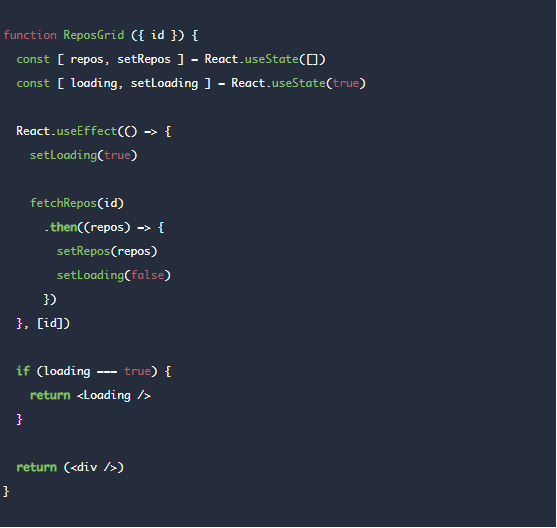 function ReposGrid ({ id }) {
  const [ repos, setRepos ] = React.useState([])
  const [ loading, setLoading ] = React.useState(true)

  React.useEffect(() => {
    setLoading(true)

    fetchRepos(id)
      .then((repos) => {
        setRepos(repos)
        setLoading(false)
      })
  }, [id])

  if (loading === true) {
    return <Loading />
  }

  return (<div />)
}